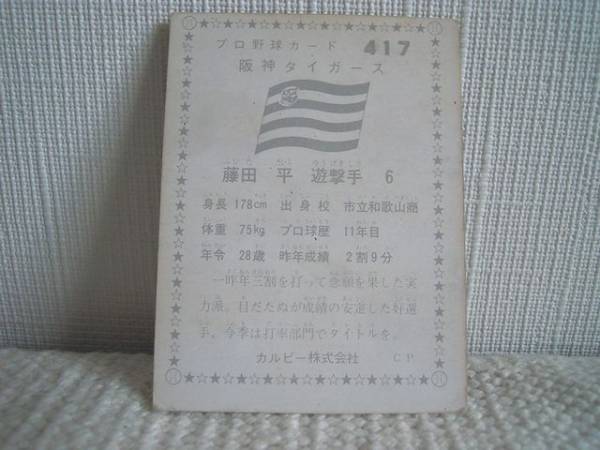 プロ野球カード 417
阪神タイガース
藤田 平 遊撃手 6
身長 178cm 出身校 市立和歌山商
体重 75kg プロ球歴 11年目
年令 28歳 昨年成績 2割9分
一昨年三割を打って念願を果した実
力派。目だたぬが成績の安定した好選
手。今季は打率部門でタイトルを。
カルビー株式会社 CP